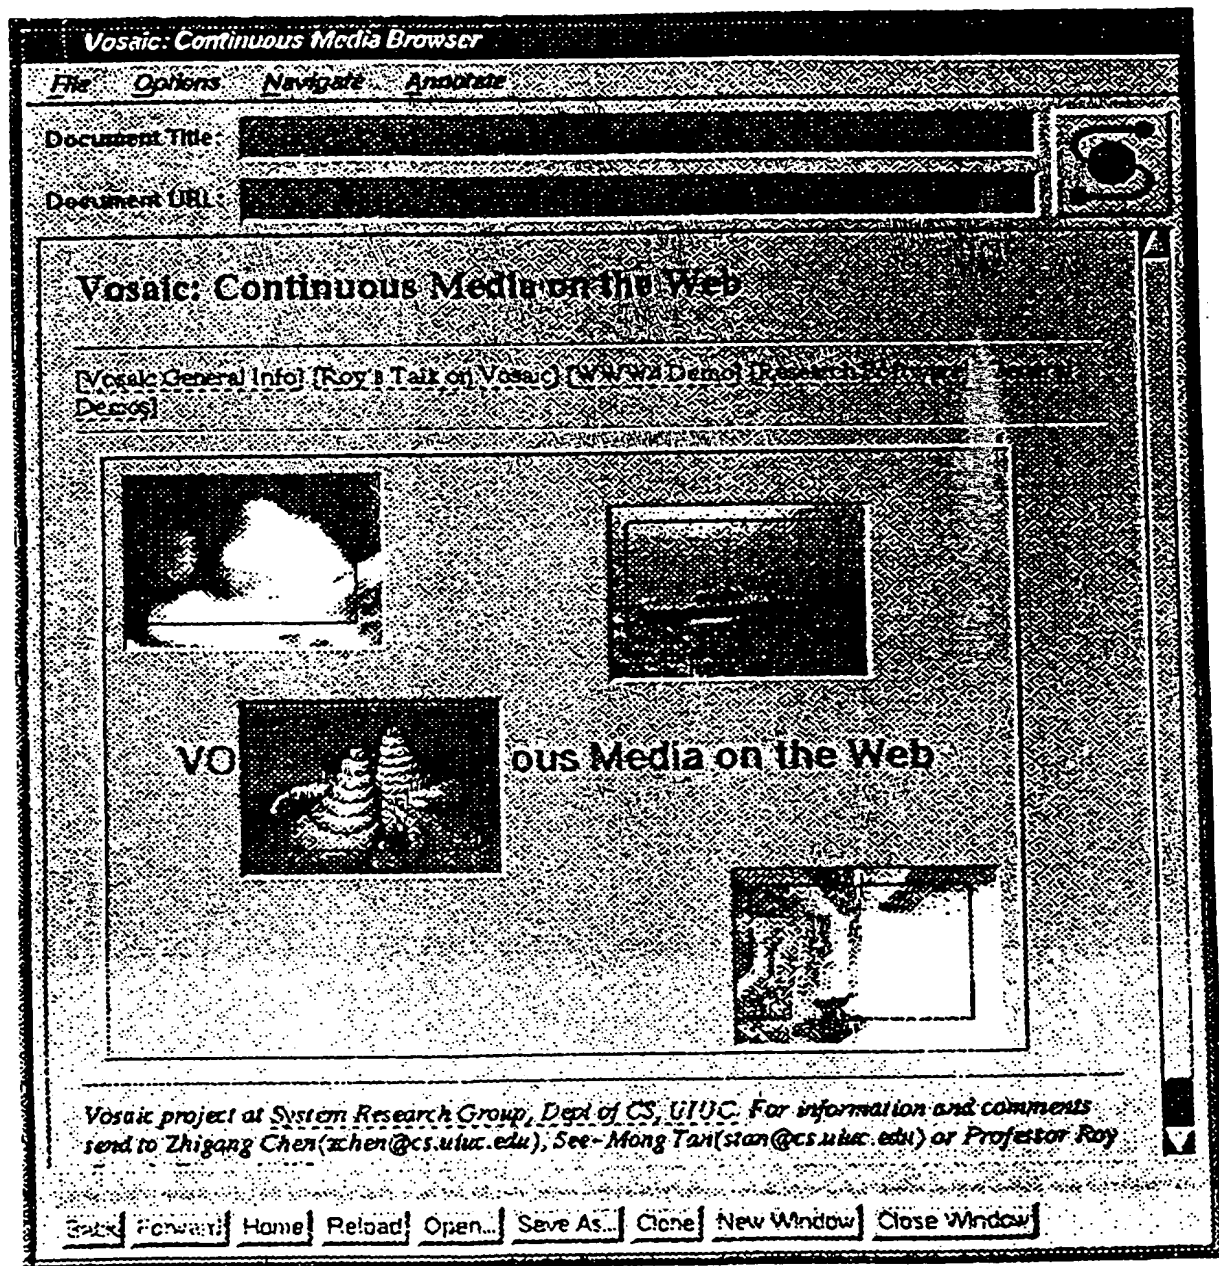 Vosaic: Continuous Media Browser
File Options Navigate Annotate
Document Title:
Document URL:
Vosaic: Continuous Media on the Web
[Vosaic General Info] [Roy's Talk on Vosaic] [WWW4 Demo] [Research
Demos]
VO ous Media on the Web
Vosaic project at System Research Group, Dept of CS, UIUC. For information and comments
send to Zhigang Chen(zchen@cs.uiuc.edu), See-Mong Tan(stan@cs.uiuc.edu) or Professor Roy
Back Forward Home Reload Open... Save As... Clone New Window Close Window